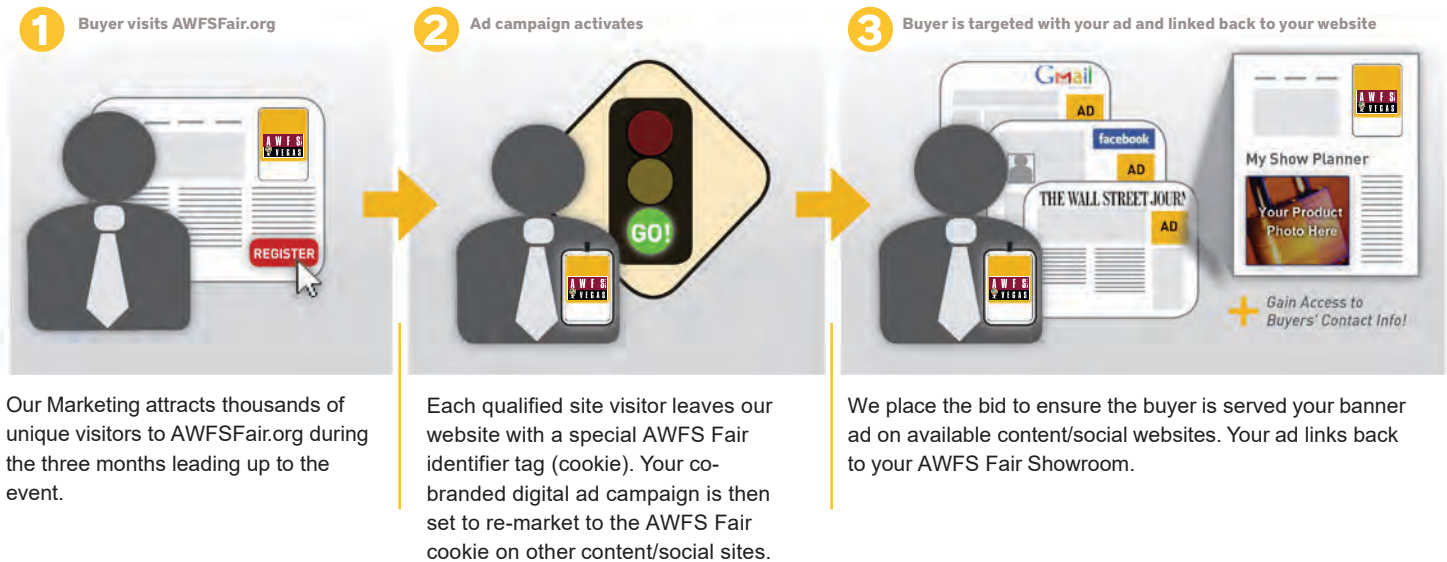 1 Buyer visits AWFSFair.org
AWFS
VEGAS
REGISTER
Our Marketing attracts thousands of
unique visitors to AWFSFair.org during
the three months leading up to the
event.
2 Ad campaign activates
GO!
AWFS
VEGAS
Each qualified site visitor leaves our
website with a special AWFS Fair
identifier tag (cookie). Your co-
branded digital ad campaign is then
set to re-market to the AWFS Fair
cookie on other content/social sites.
3 Buyer is targeted with your ad and linked back to your website
Gmail
AD
facebook
AD
THE WALL STREET JOUR
AD
AWFS
VEGAS
AWFS
VEGAS
My Show Planner
Your Product
Photo Here
+ Gain Access to
Buyers' Contact Info!
We place the bid to ensure the buyer is served your banner
ad on available content/social websites. Your ad links back
to your AWFS Fair Showroom.